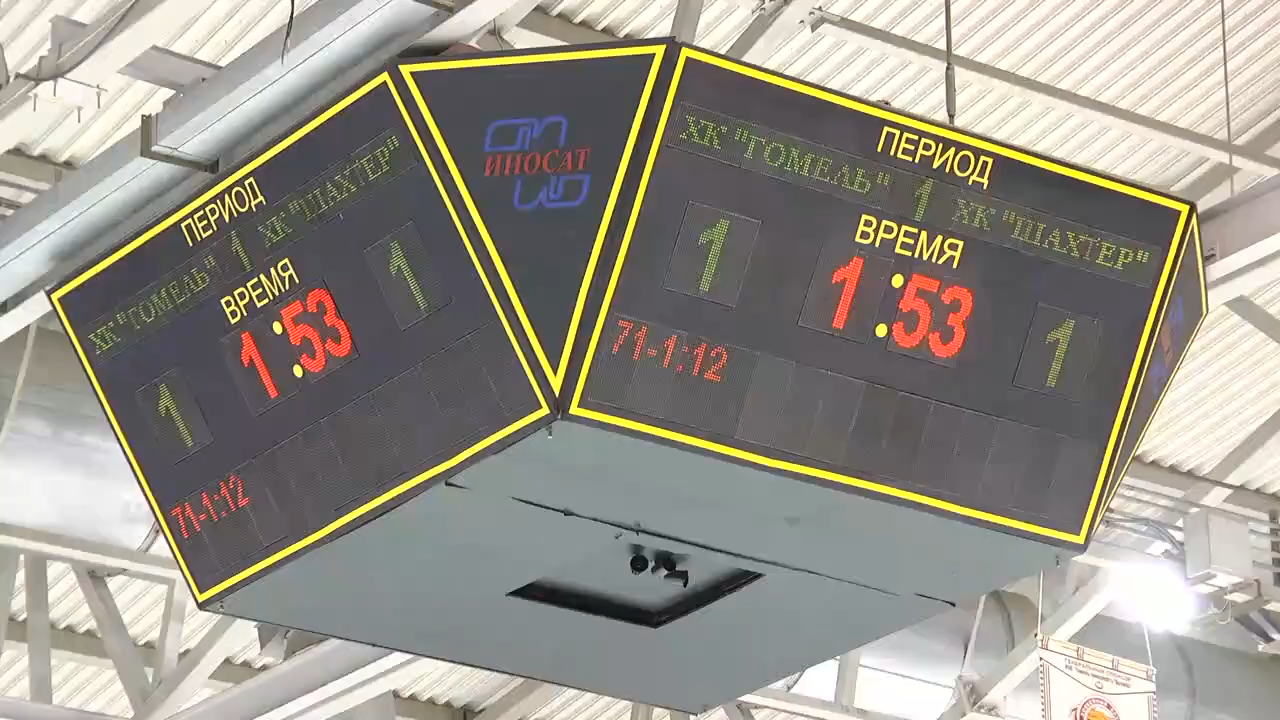 ПЕРИОД
ХК "ГОМЕЛЬ" 1 ХК "ШАХТЕР"
ВРЕМЯ
1 1:53 1
71-1:12
ИПОСАТ
ПЕРИОД
ХК "ГОМЕЛЬ" 1 ХК "ШАХТЕР"
ВРЕМЯ
1 1:53 1
71-1:12